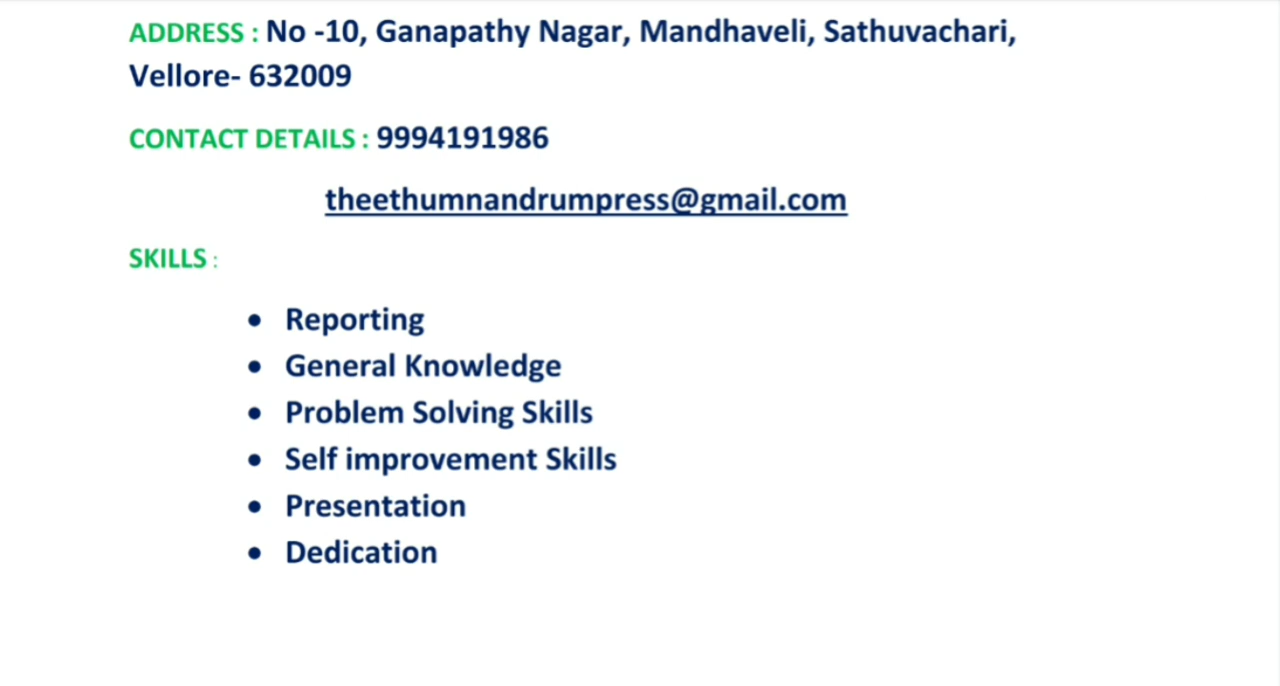 ADDRESS : No -10, Ganapathy Nagar, Mandhaveli, Sathuvachari,
Vellore- 632009
CONTACT DETAILS : 9994191986
theethumnandrumpress@gmail.com
SKILLS :
• Reporting
• General Knowledge
• Problem Solving Skills
• Self improvement Skills
• Presentation
• Dedication